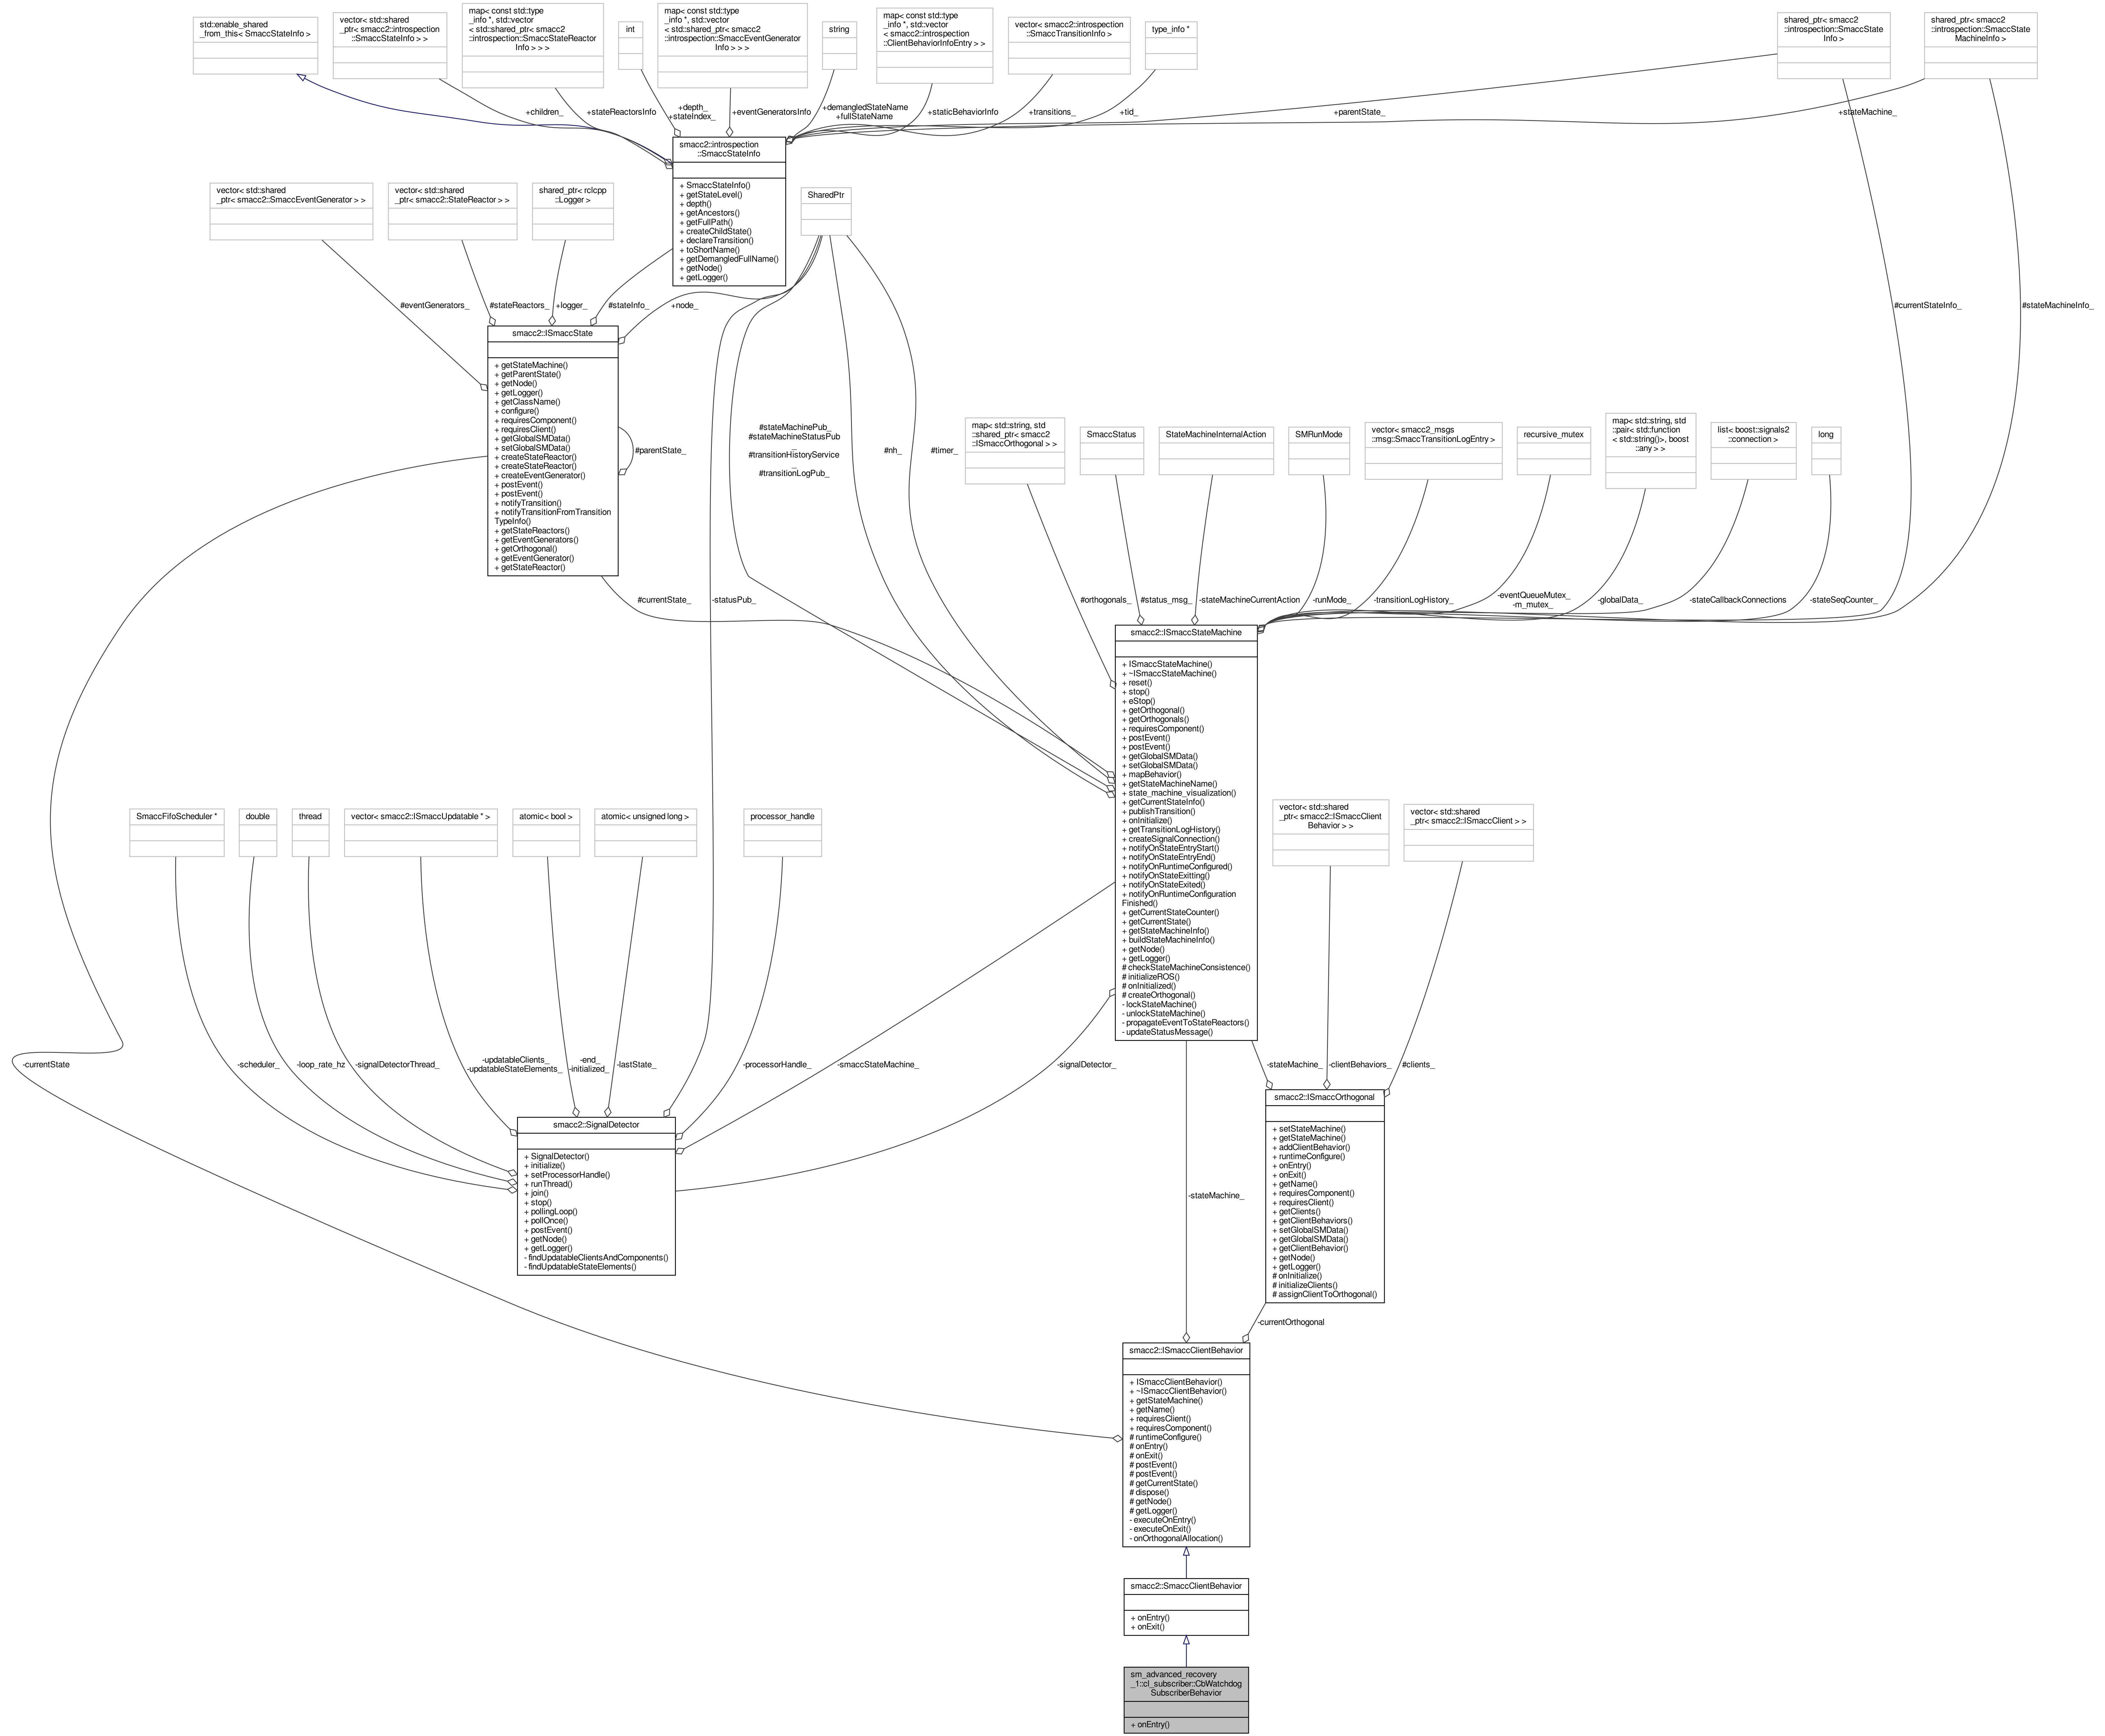 std::enable_shared
_from_this< SmaccStateInfo >
vector< std::shared
_ptr< smacc2::introspection
::SmaccStateInfo > >
map< const std::type
_info *, std::vector
< std::shared_ptr< smacc2
::introspection::SmaccStateReactor
Info > > >
int
map< const std::type
_info *, std::vector
< std::shared_ptr< smacc2
::introspection::SmaccEventGenerator
Info > > >
string
map< const std::type
_info *, std::vector
< smacc2::introspection
::ClientBehaviorInfoEntry > >
vector< smacc2::introspection
::SmaccTransitionInfo >
type_info *
shared_ptr< smacc2
::introspection::SmaccState
Info >
shared_ptr< smacc2
::introspection::SmaccState
MachineInfo >
+children_
+stateReactorsInfo
+depth_
+stateIndex_
+eventGeneratorsInfo
+demangledStateName
+fullStateName
+staticBehaviorInfo
+transitions_
+tid_
+parentState_
+stateMachine_
smacc2::introspection
::SmaccStateInfo
+ SmaccStateInfo()
+ getStateLevel()
+ depth()
+ getAncestors()
+ getFullPath()
+ createChildState()
+ declareTransition()
+ toShortName()
+ getDemangledFullName()
+ getNode()
+ getLogger()
vector< std::shared
_ptr< smacc2::SmaccEventGenerator > >
vector< std::shared
_ptr< smacc2::StateReactor > >
shared_ptr< rclcpp
::Logger >
SharedPtr
#eventGenerators_
#stateReactors_
+logger_
#stateInfo_
+node_
#currentStateInfo_
#stateMachineInfo_
smacc2::ISmaccState
+ getStateMachine()
+ getParentState()
+ getNode()
+ getLogger()
+ getClassName()
+ configure()
+ requiresComponent()
+ requiresClient()
+ getGlobalSMData()
+ setGlobalSMData()
+ createStateReactor()
+ createStateReactor()
+ createEventGenerator()
+ postEvent()
+ postEvent()
+ notifyTransition()
+ notifyTransitionFromTransition
TypeInfo()
+ getStateReactors()
+ getEventGenerators()
+ getOrthogonal()
+ getEventGenerator()
+ getStateReactor()
#parentState_
#stateMachinePub_
#stateMachineStatusPub
_
#transitionHistoryService
_
#transitionLogPub_
#nh_
#timer_
map< std::string, std
::shared_ptr< smacc2
::ISmaccOrthogonal > >
SmaccStatus
StateMachineInternalAction
SMRunMode
vector< smacc2_msgs
::msg::SmaccTransitionLogEntry >
recursive_mutex
map< std::string, std
::pair< std::function
< std::string()>, boost
::any > >
list< boost::signals2
::connection >
long
#currentState_
-statusPub_
#orthogonals_
#status_msg_
-stateMachineCurrentAction
-runMode_
-transitionLogHistory_
-eventQueueMutex_
-m_mutex_
-globalData_
-stateCallbackConnections
-stateSeqCounter_
smacc2::ISmaccStateMachine
+ ISmaccStateMachine()
+ ~ISmaccStateMachine()
+ reset()
+ stop()
+ eStop()
+ getOrthogonal()
+ getOrthogonals()
+ requiresComponent()
+ postEvent()
+ postEvent()
+ getGlobalSMData()
+ setGlobalSMData()
+ mapBehavior()
+ getStateMachineName()
+ state_machine_visualization()
+ getCurrentStateInfo()
+ publishTransition()
+ onInitialize()
+ getTransitionLogHistory()
+ createSignalConnection()
+ notifyOnStateEntryStart()
+ notifyOnStateEntryEnd()
+ notifyOnRuntimeConfigured()
+ notifyOnStateExitting()
+ notifyOnStateExited()
+ notifyOnRuntimeConfiguration
Finished()
+ getCurrentStateCounter()
+ getCurrentState()
+ getStateMachineInfo()
+ buildStateMachineInfo()
+ getNode()
+ getLogger()
# checkStateMachineConsistence()
# initializeROS()
# onInitialized()
# createOrthogonal()
- lockStateMachine()
- unlockStateMachine()
- propagateEventToStateReactors()
- updateStatusMessage()
SmaccFifoScheduler *
double
thread
vector< smacc2::ISmaccUpdatable * >
atomic< bool >
atomic< unsigned long >
processor_handle
vector< std::shared
_ptr< smacc2::ISmaccClient
Behavior > >
vector< std::shared
_ptr< smacc2::ISmaccClient > >
-currentState
-scheduler_
-loop_rate_hz
-signalDetectorThread_
-updatableClients_
-updatableStateElements_
-end_
-initialized_
-lastState_
-processorHandle_
-smaccStateMachine_
-signalDetector_
-stateMachine_
-clientBehaviors_
#clients_
smacc2::SignalDetector
+ SignalDetector()
+ initialize()
+ setProcessorHandle()
+ runThread()
+ join()
+ stop()
+ pollingLoop()
+ pollOnce()
+ postEvent()
+ getNode()
+ getLogger()
- findUpdatableClientsAndComponents()
- findUpdatableStateElements()
smacc2::ISmaccOrthogonal
+ setStateMachine()
+ getStateMachine()
+ addClientBehavior()
+ runtimeConfigure()
+ onEntry()
+ onExit()
+ getName()
+ requiresComponent()
+ requiresClient()
+ getClients()
+ getClientBehaviors()
+ setGlobalSMData()
+ getGlobalSMData()
+ getClientBehavior()
+ getNode()
+ getLogger()
# onInitialize()
# initializeClients()
# assignClientToOrthogonal()
-stateMachine_
-currentOrthogonal
smacc2::ISmaccClientBehavior
+ ISmaccClientBehavior()
+ ~ISmaccClientBehavior()
+ getStateMachine()
+ getName()
+ requiresClient()
+ requiresComponent()
# runtimeConfigure()
# onEntry()
# onExit()
# postEvent()
# postEvent()
# getCurrentState()
# dispose()
# getNode()
# getLogger()
- executeOnEntry()
- executeOnExit()
- onOrthogonalAllocation()
smacc2::SmaccClientBehavior
+ onEntry()
+ onExit()
sm_advanced_recovery
_1::cl_subscriber::CbWatchdog
SubscriberBehavior
+ onEntry()